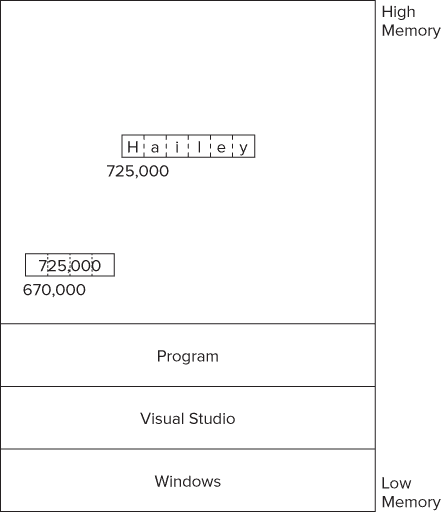 High
Memory
H a i l e y
725,000
725,000
670,000
Program
Visual Studio
Windows
Low
Memory